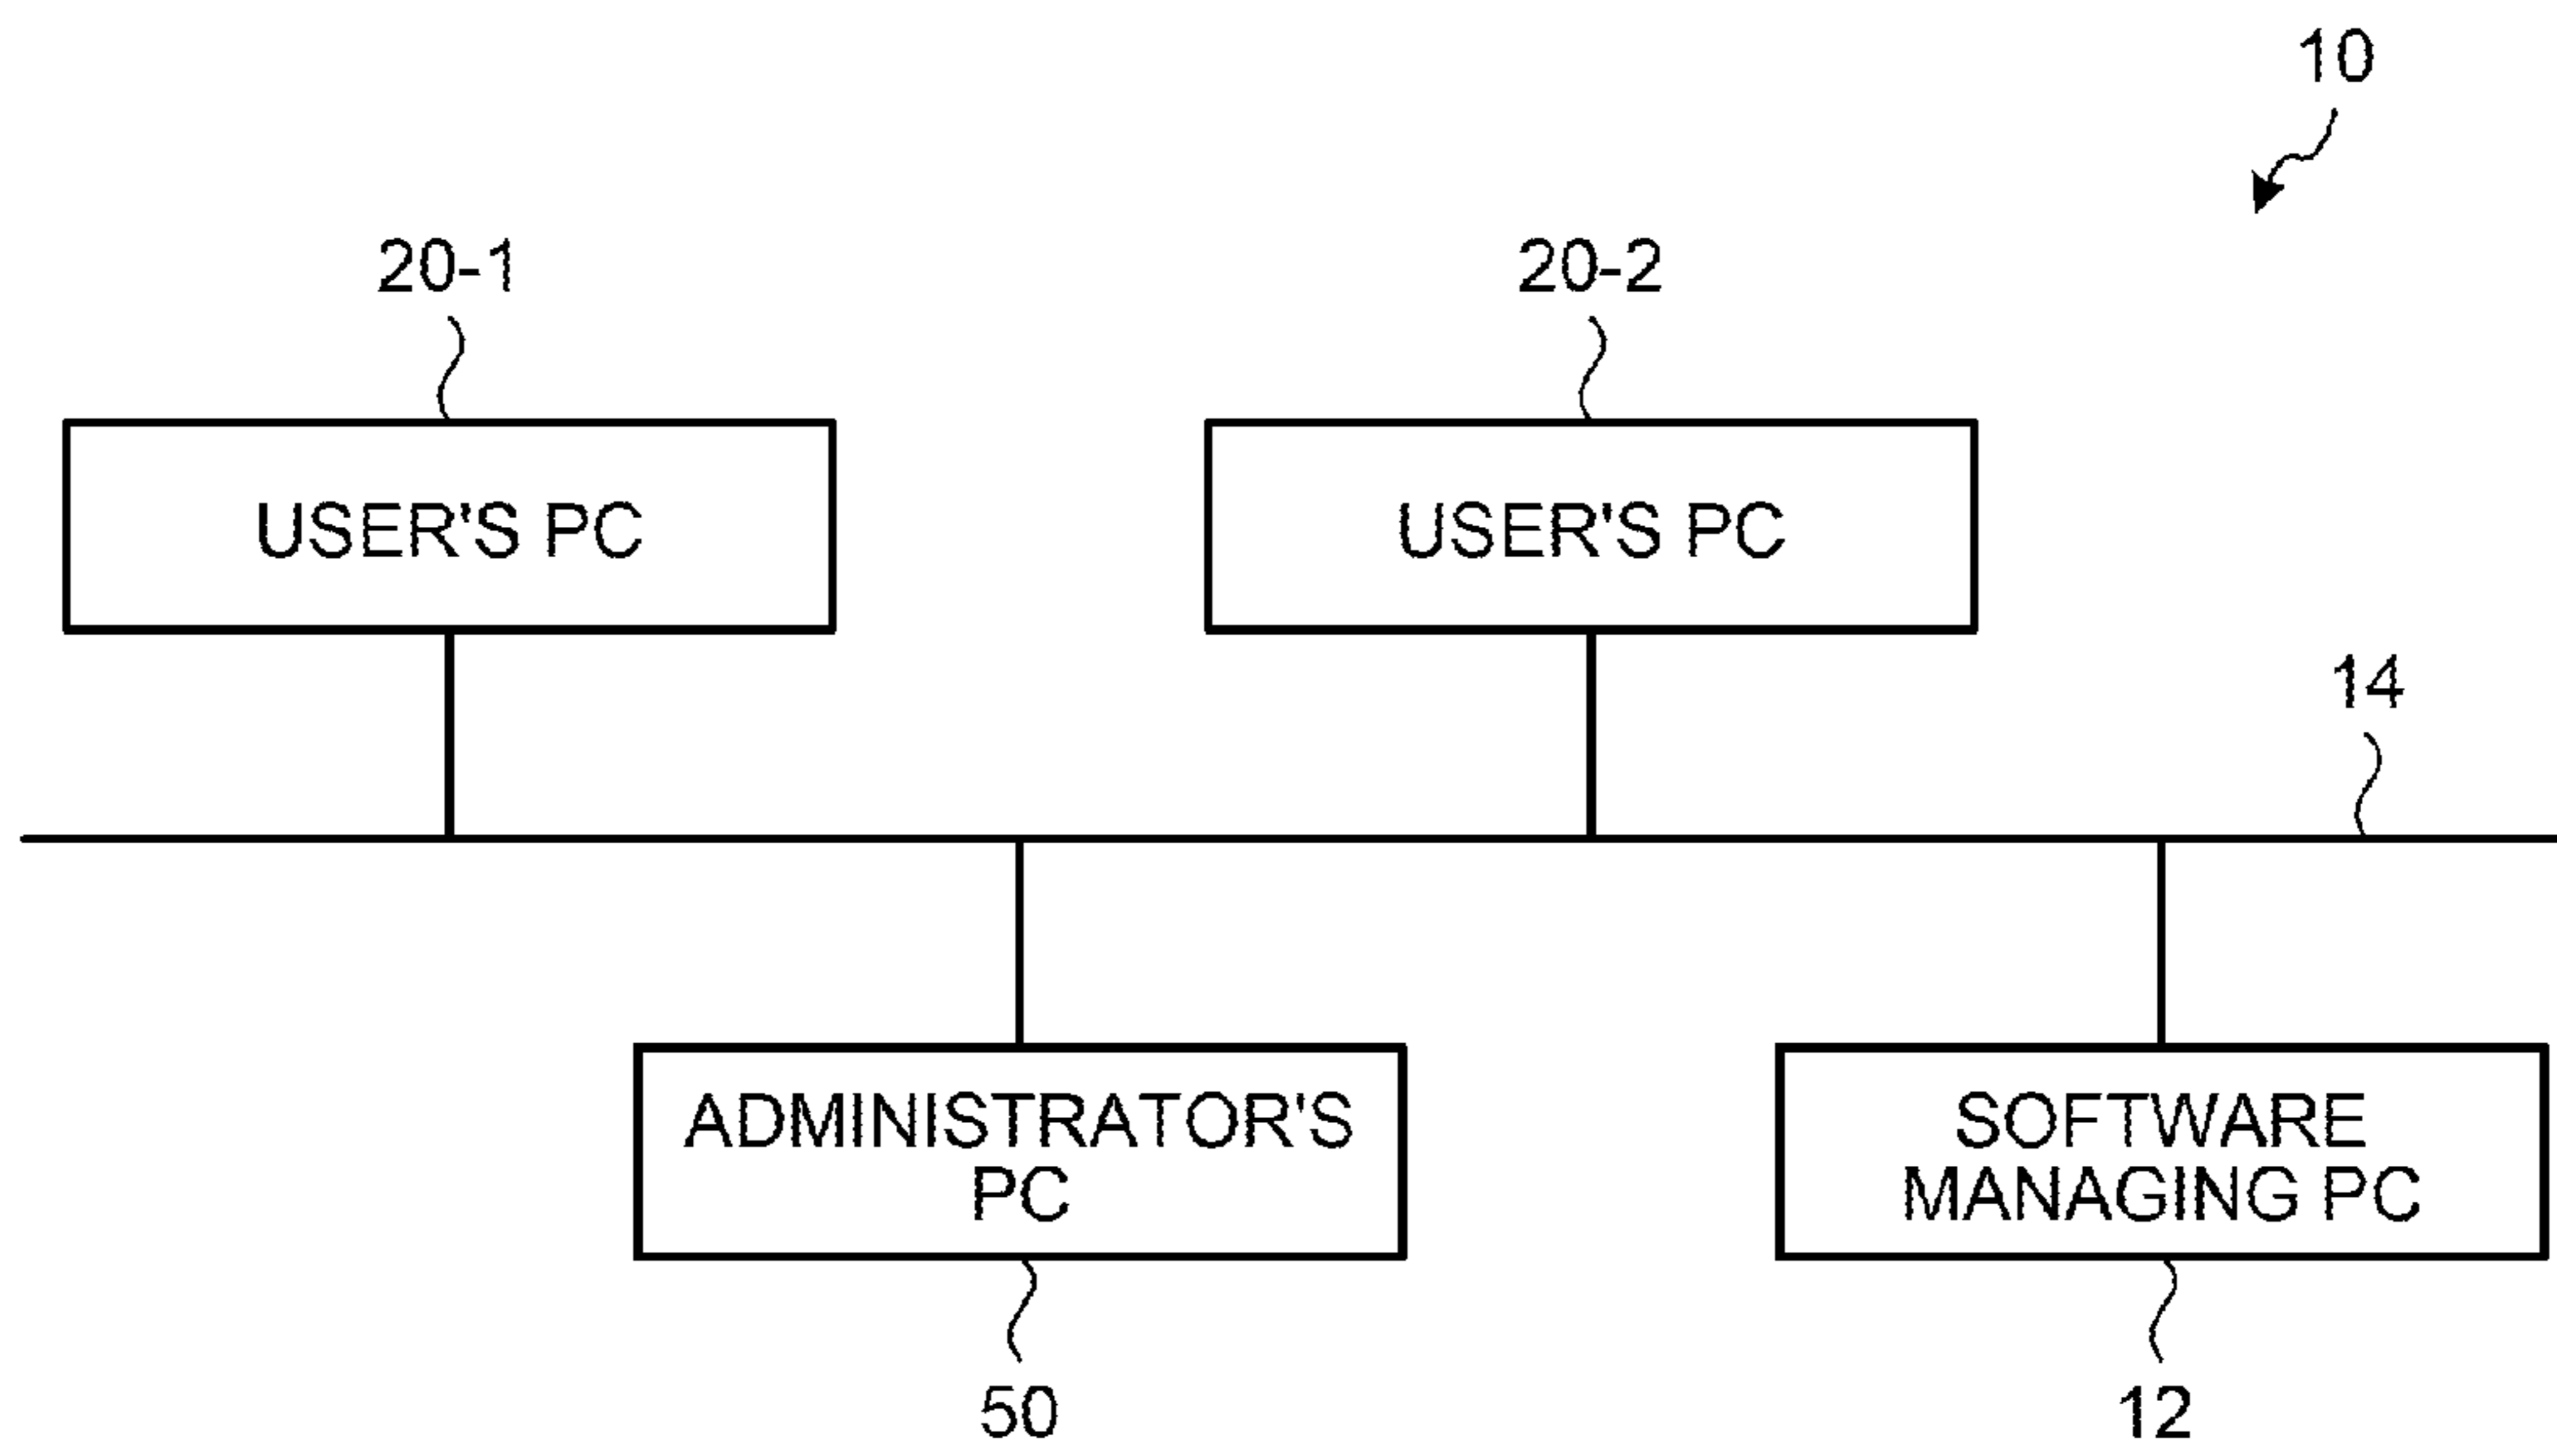 10
20-1
20-2
USER'S PC
USER'S PC
14
ADMINISTRATOR'S
PC
SOFTWARE
MANAGING PC
50
12